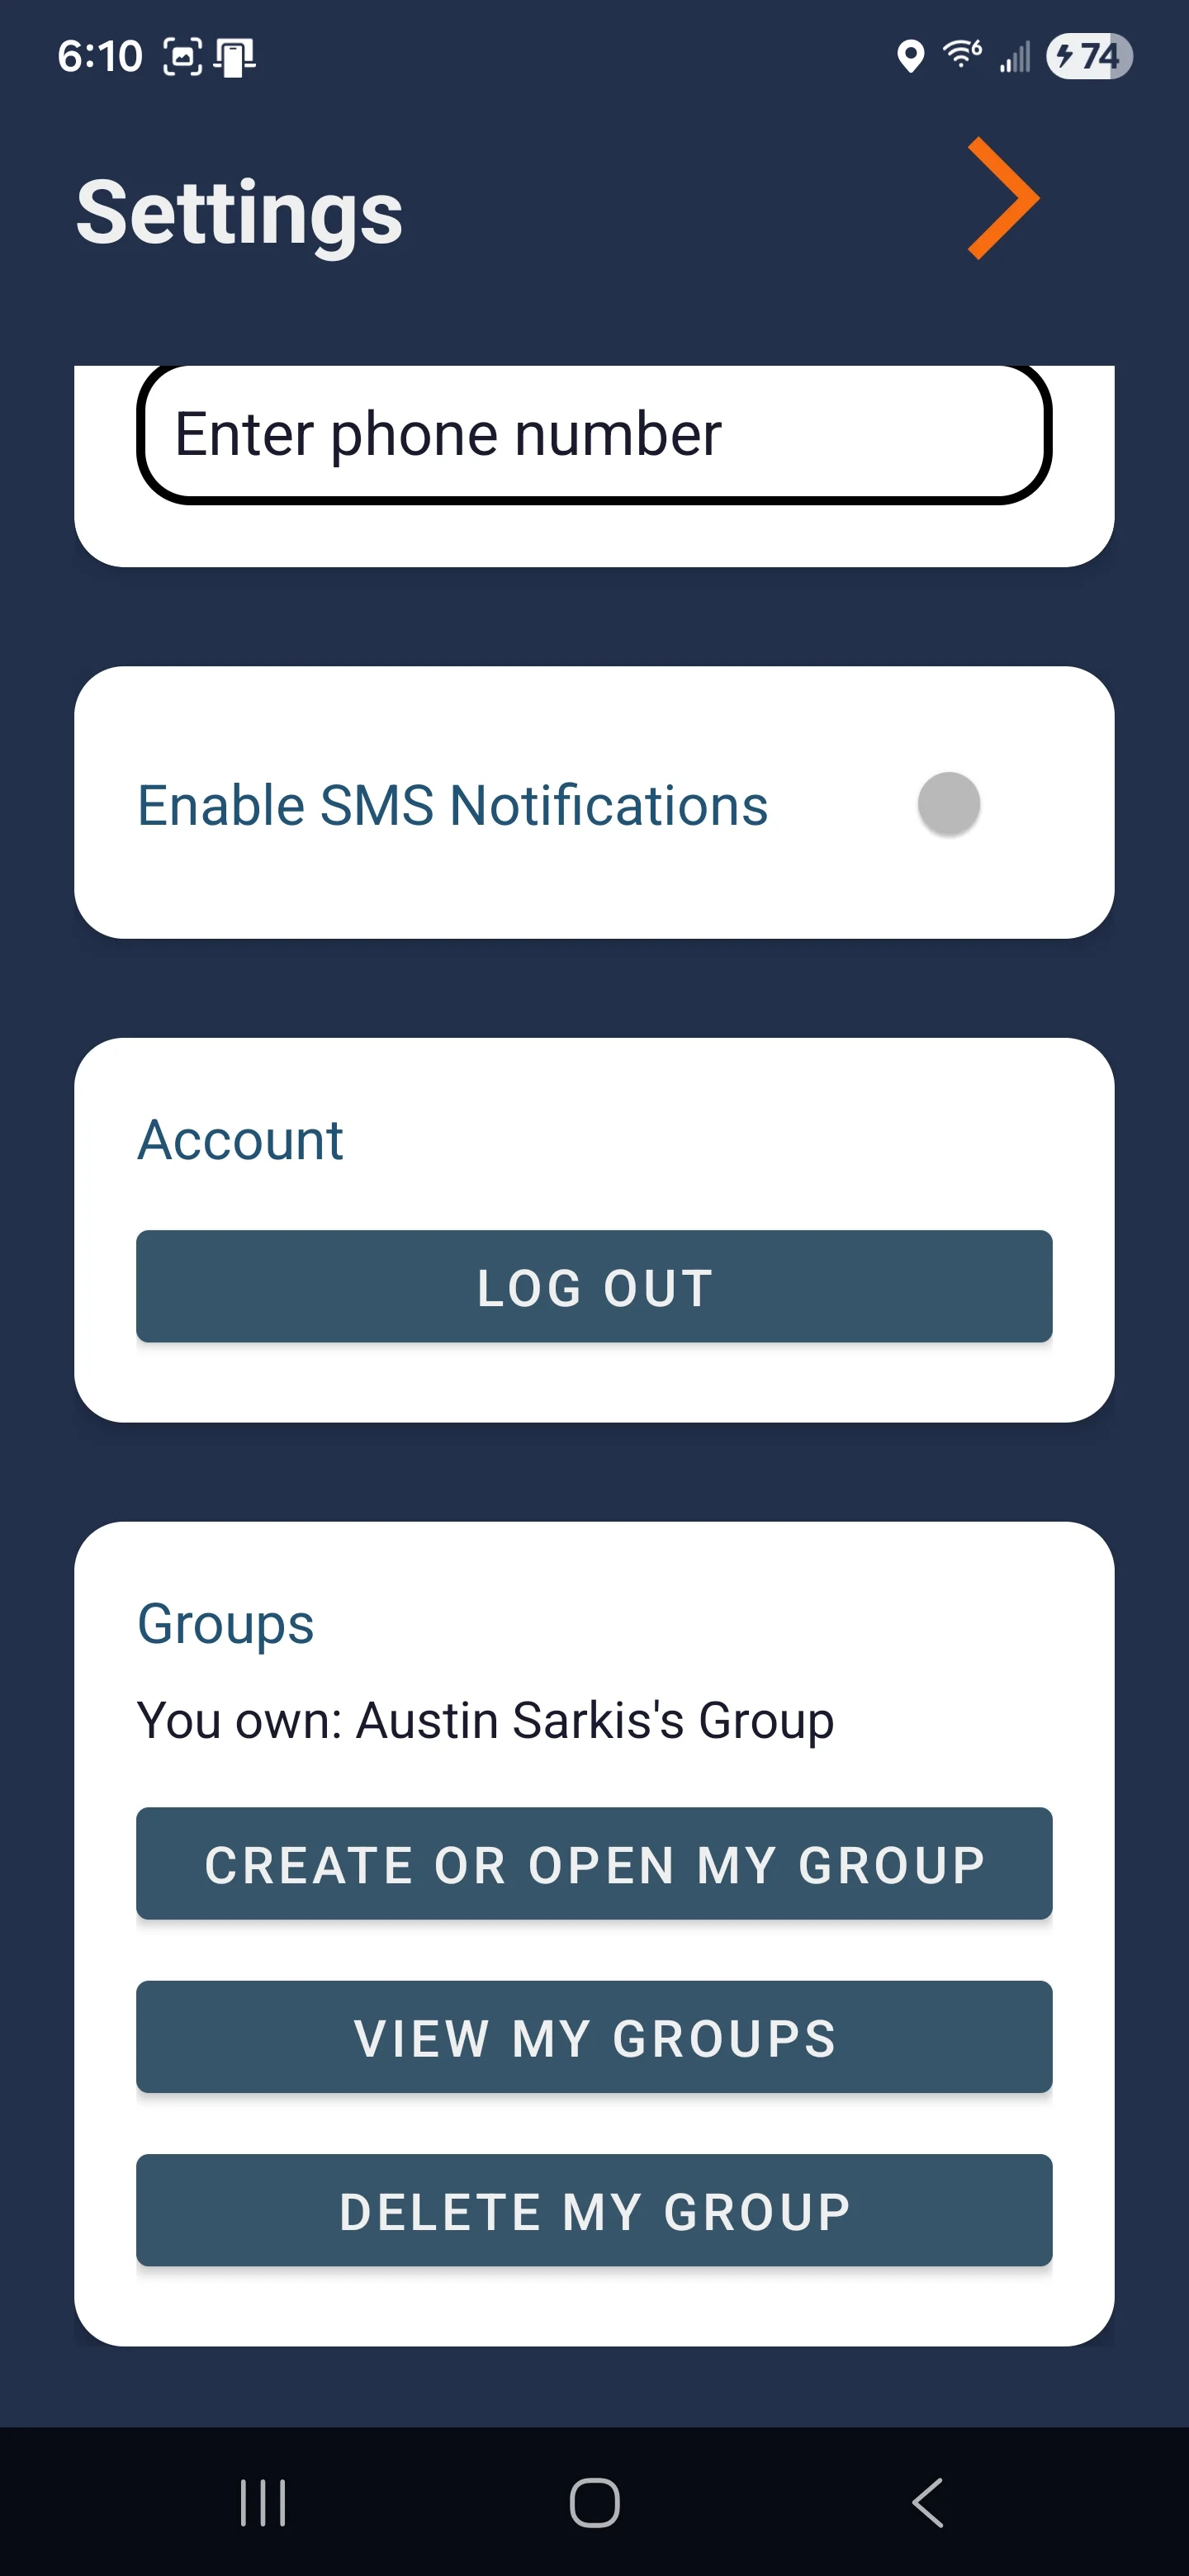 6:10
6
74
Settings
Enter phone number
Enable SMS Notifications
Account
LOG OUT
Groups
You own: Austin Sarkis's Group
CREATE OR OPEN MY GROUP
VIEW MY GROUPS
DELETE MY GROUP